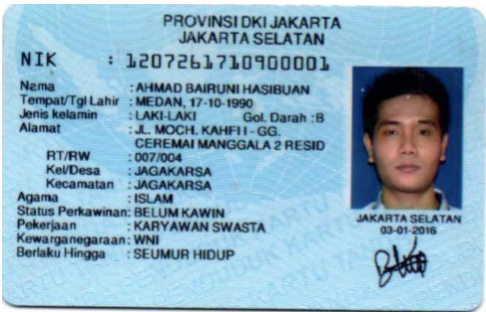 PROVINSI DKI JAKARTA
JAKARTA SELATAN
NIK : 1207261710900001
Nama : AHMAD BAIRUNI HASIBUAN
Tempat/Tgl Lahir : MEDAN, 17-10-1990
Jenis kelamin : LAKI-LAKI Gol. Darah : B
Alamat : JL. MOCH. KAHFI I - GG.
CEREMAI MANGGALA 2 RESID
RT/RW : 007/004
Kel/Desa : JAGAKARSA
Kecamatan : JAGAKARSA
Agama : ISLAM
Status Perkawinan: BELUM KAWIN
Pekerjaan : KARYAWAN SWASTA
Kewarganegaraan: WNI
Berlaku Hingga : SEUMUR HIDUP
JAKARTA SELATAN
03-01-2016